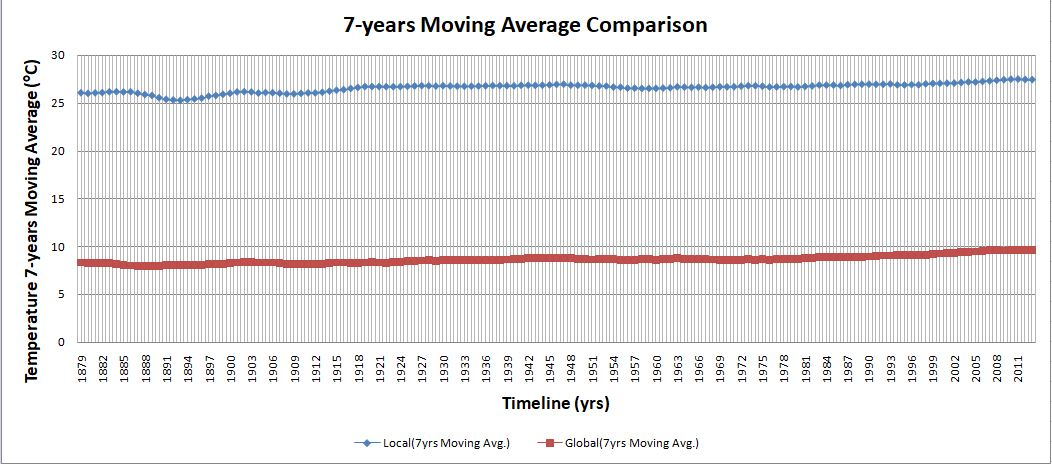 7-years Moving Average Comparison
Temperature 7-years Moving Average (°C)
30
25
20
15
10
5
0
1879 1882 1885 1888 1891 1894 1897 1900 1903 1906 1909 1912 1915 1918 1921 1924 1927 1930 1933 1936 1939 1942 1945 1948 1951 1954 1957 1960 1963 1966 1969 1972 1975 1978 1981 1984 1987 1990 1993 1996 1999 2002 2005 2008 2011
Timeline (yrs)
Local(7yrs Moving Avg.) Global(7yrs Moving Avg.)